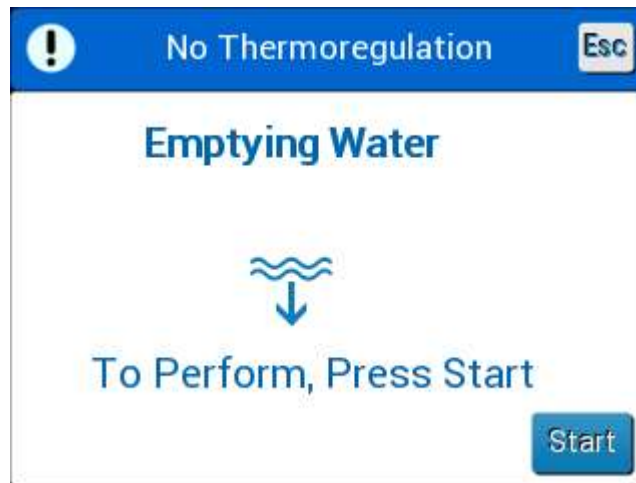 No Thermoregulation Esc
Emptying Water
To Perform, Press Start
Start